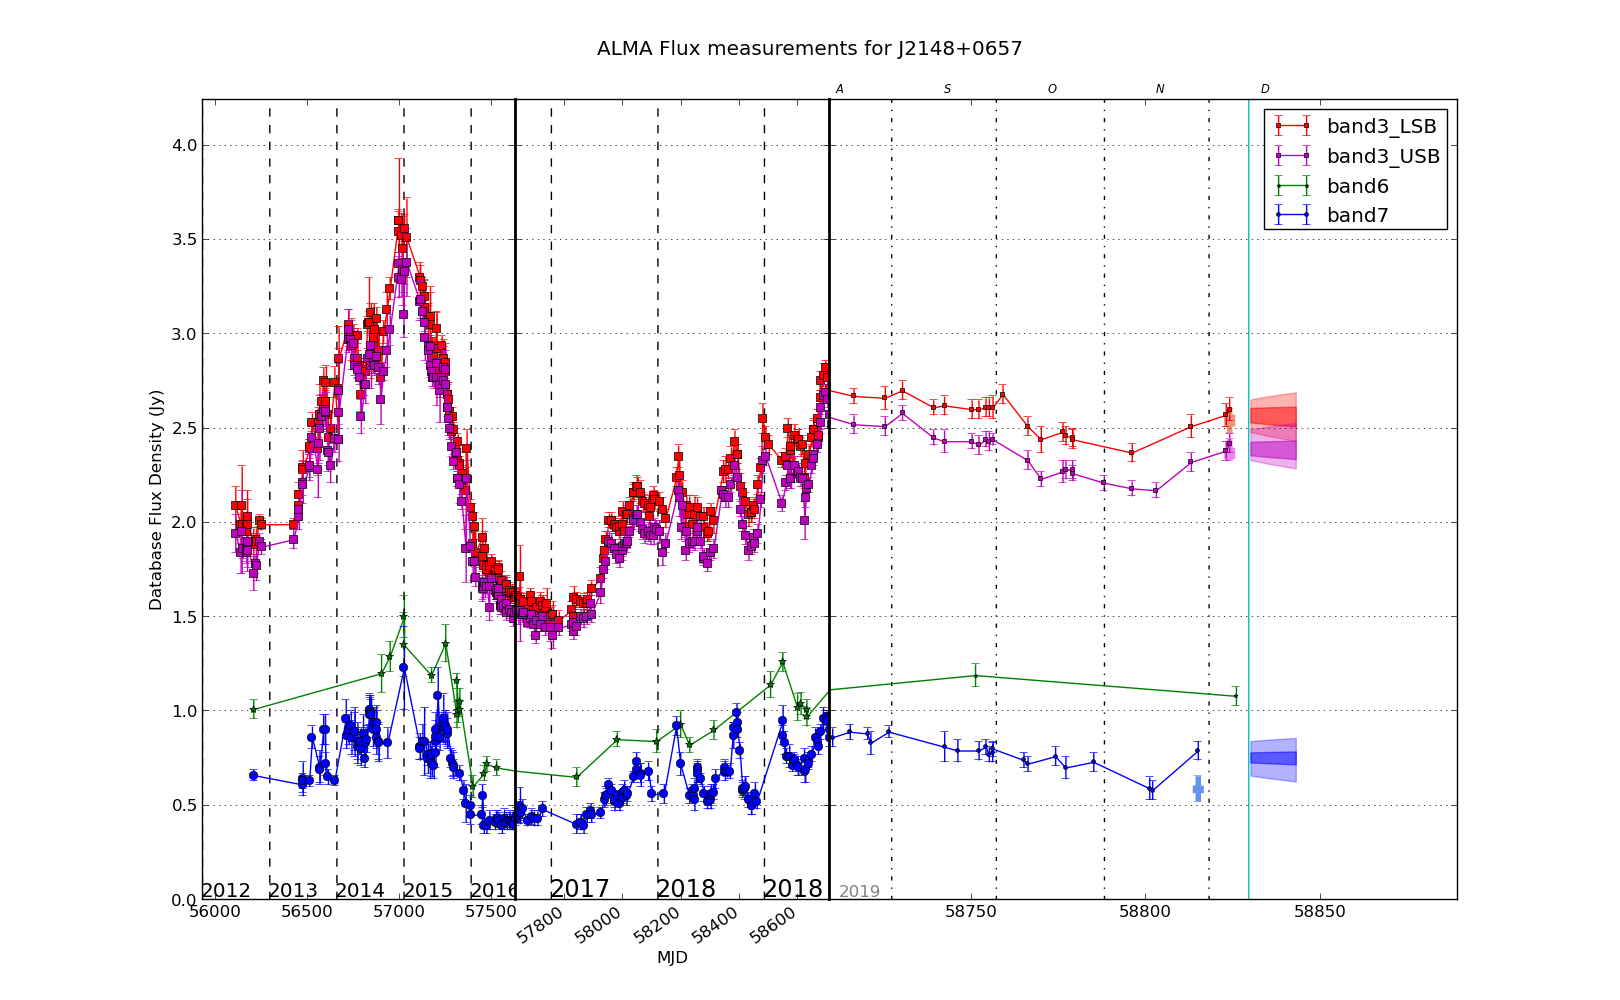 ALMA Flux measurements for J2148+0657
A S O N D
band3_LSB
band3_USB
band6
band7
4.0
3.5
3.0
2.5
2.0
1.5
1.0
0.5
0.0
Database Flux Density (Jy)
2012 2013 2014 2015 2016 2017 2018 2018 2019
56000 56500 57000 57500 57800 58000 58200 58400 58600 58750 58800 58850
MJD